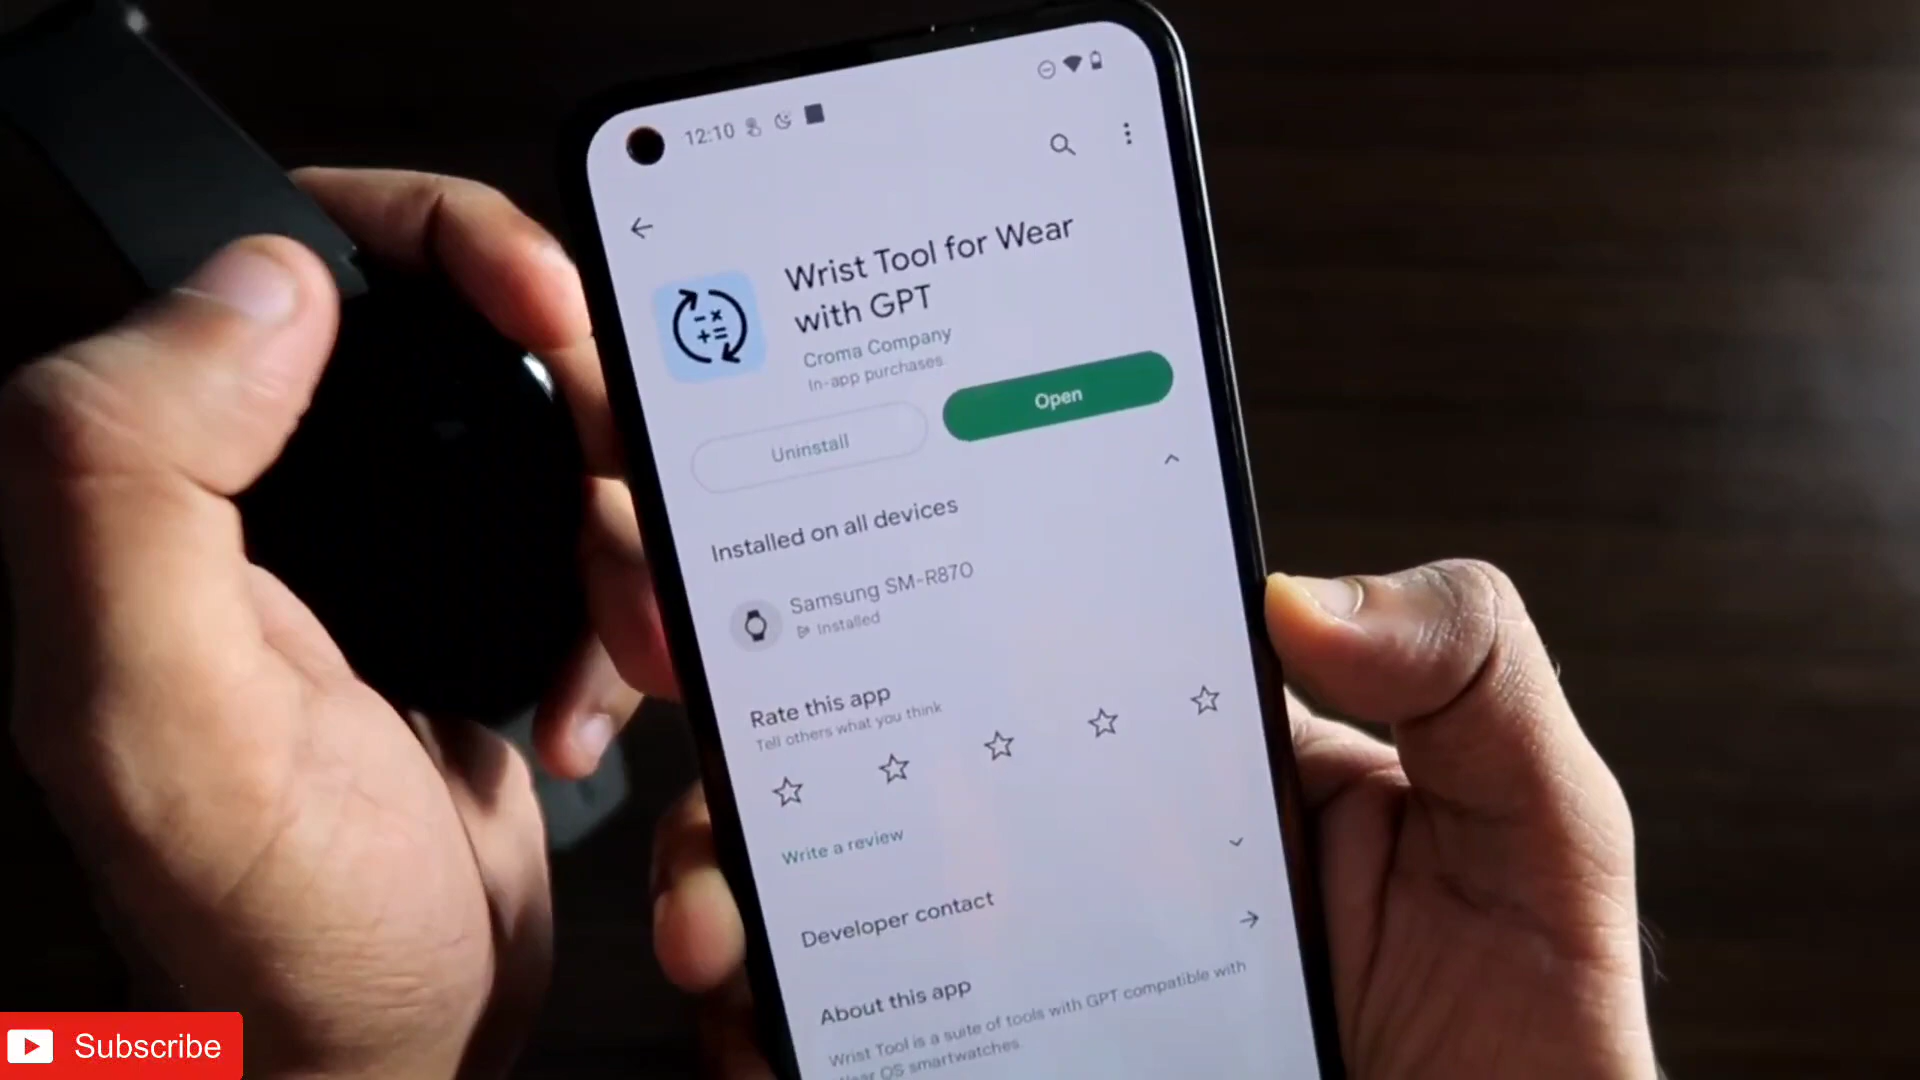 12:10
Wrist Tool for Wear
with GPT
Croma Company
In-app purchases
Uninstall
Open
Installed on all devices
Samsung SM-R870
Installed
Rate this app
Tell others what you think
Write a review
Developer contact
About this app
Wrist Tool is a suite of tools with GPT compatible with
Wear OS smartwatches
Subscribe